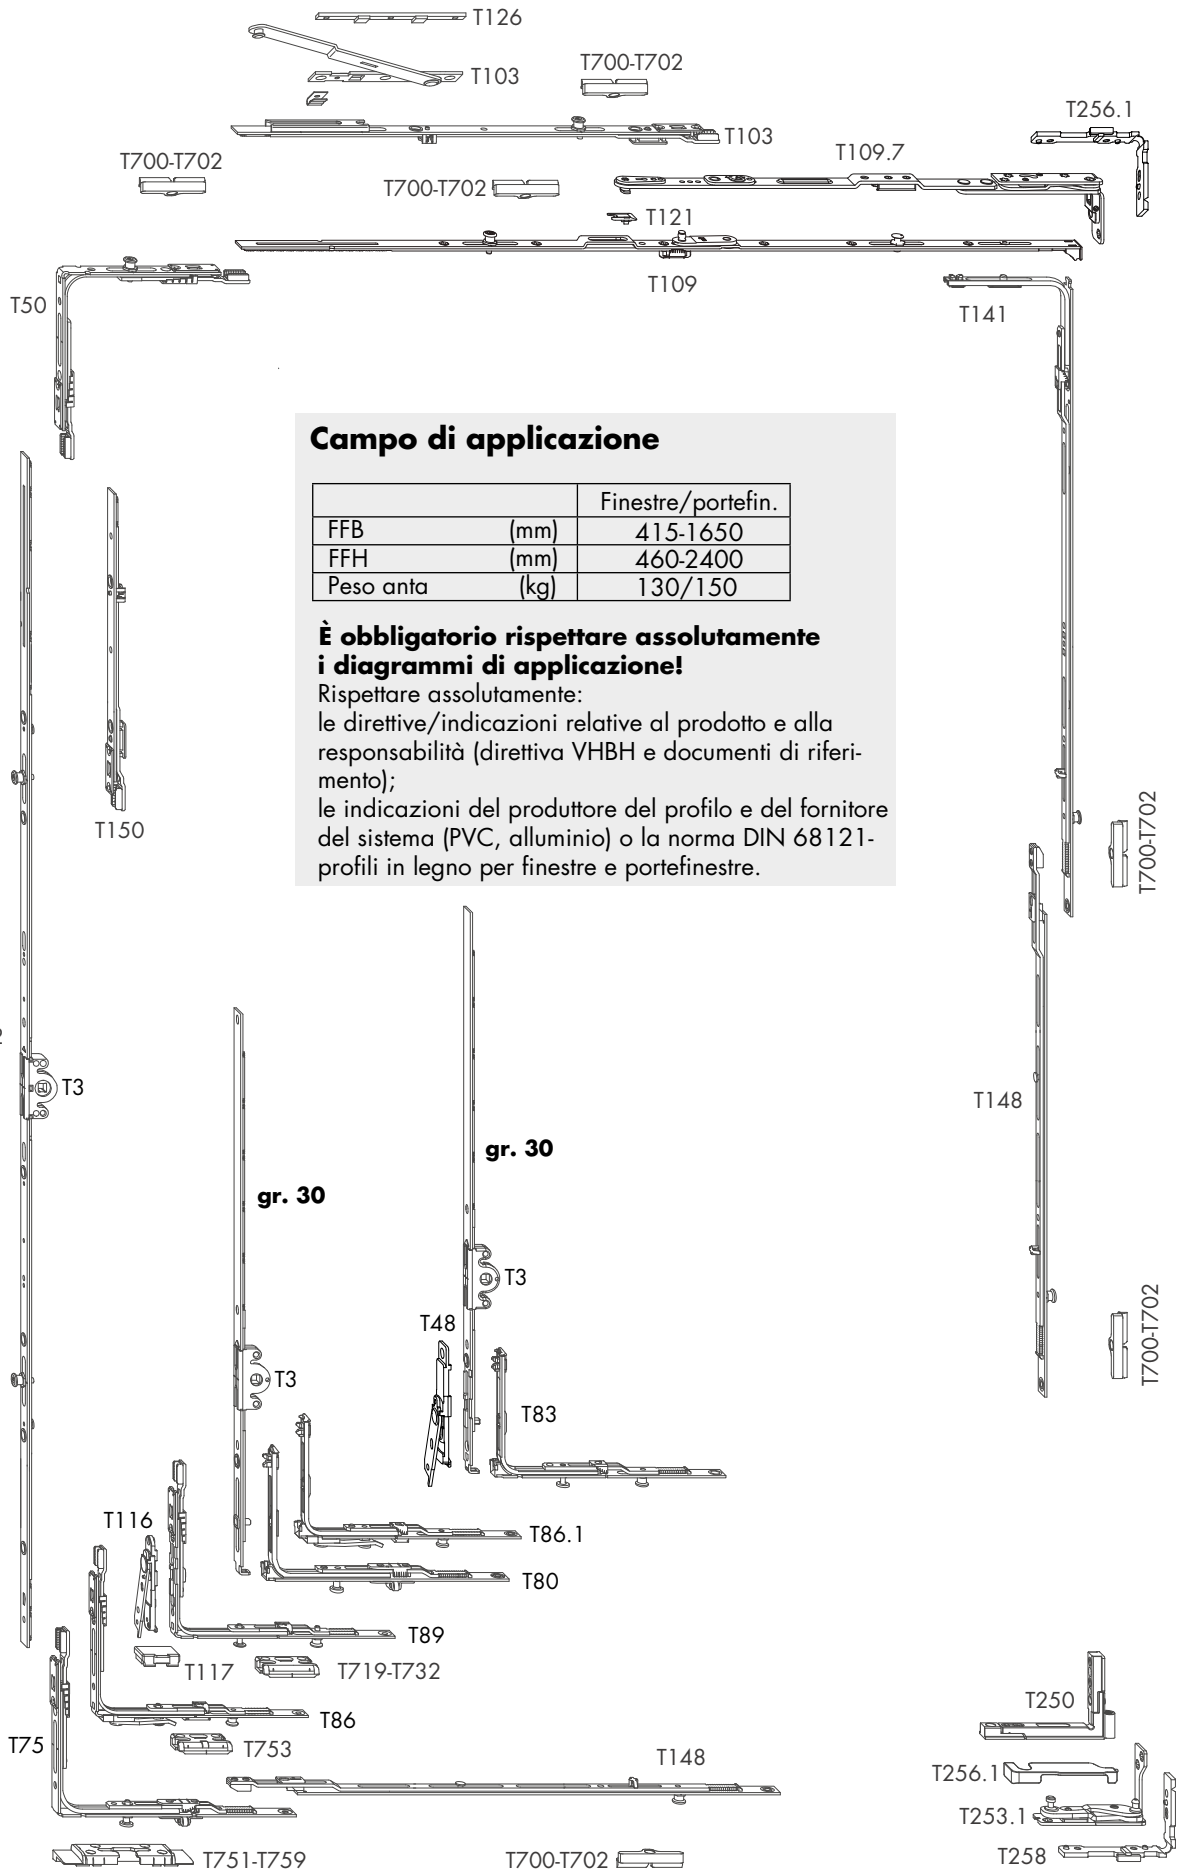 T126
T103
T700-T702
T103
T256.1
T700-T702
T700-T702
T109.7
T121
T109
T50
T141
Campo di applicazione
Finestre/portefin.
FFB (mm) 415-1650
FFH (mm) 460-2400
Peso anta (kg) 130/150
È obbligatorio rispettare assolutamente
i diagrammi di applicazione!
Rispettare assolutamente:
le direttive/indicazioni relative al prodotto e alla
responsabilità (direttiva VHBH e documenti di riferi-
mento);
le indicazioni del produttore del profilo e del fornitore
del sistema (PVC, alluminio) o la norma DIN 68121-
profili in legno per finestre e portefinestre.
T150
T700-T702
T3
T148
gr. 30
gr. 30
T3
T48
T700-T702
T3
T83
T116
T86.1
T80
T89
T117
T719-T732
T86
T250
T75
T753
T148
T256.1
T253.1
T751-T759
T700-T702
T258